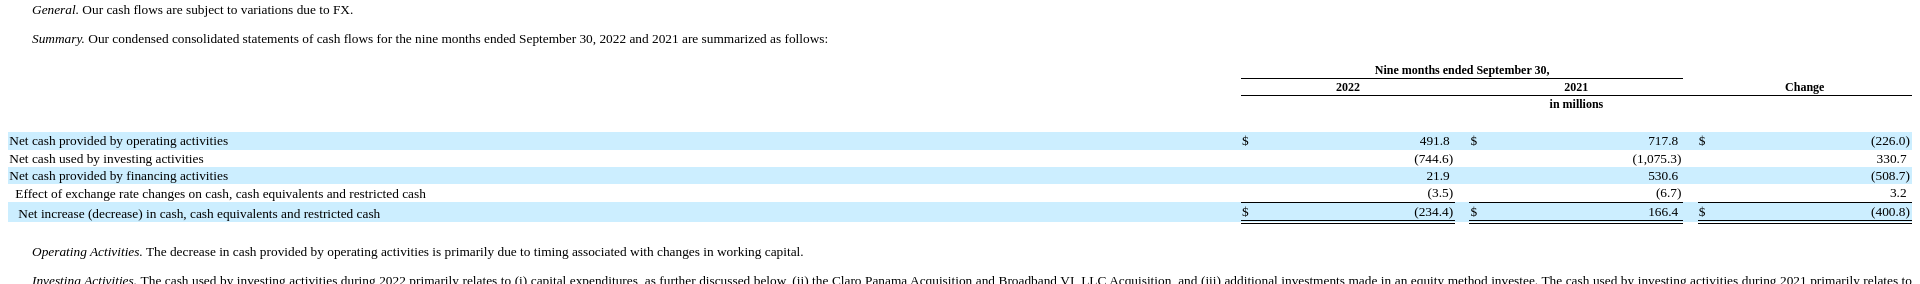 General. Our cash flows are subject to variations due to FX.
Summary. Our condensed consolidated statements of cash flows for the nine months ended September 30, 2022 and 2021 are summarized as follows:
Nine months ended September 30,
2022 2021 Change
in millions
Net cash provided by operating activities $ 491.8 $ 717.8 $ (226.0)
Net cash used by investing activities (744.6) (1,075.3) 330.7
Net cash provided by financing activities 21.9 530.6 (508.7)
Effect of exchange rate changes on cash, cash equivalents and restricted cash (3.5) (6.7) 3.2
Net increase (decrease) in cash, cash equivalents and restricted cash $ (234.4) $ 166.4 $ (400.8)
Operating Activities. The decrease in cash provided by operating activities is primarily due to timing associated with changes in working capital.
Investing Activities. The cash used by investing activities during 2022 primarily relates to (i) capital expenditures, as further discussed below, (ii) the Claro Panama Acquisition and Broadband VI, LLC Acquisition, and (iii) additional investments made in an equity method investee. The cash used by investing activities during 2021 primarily relates to